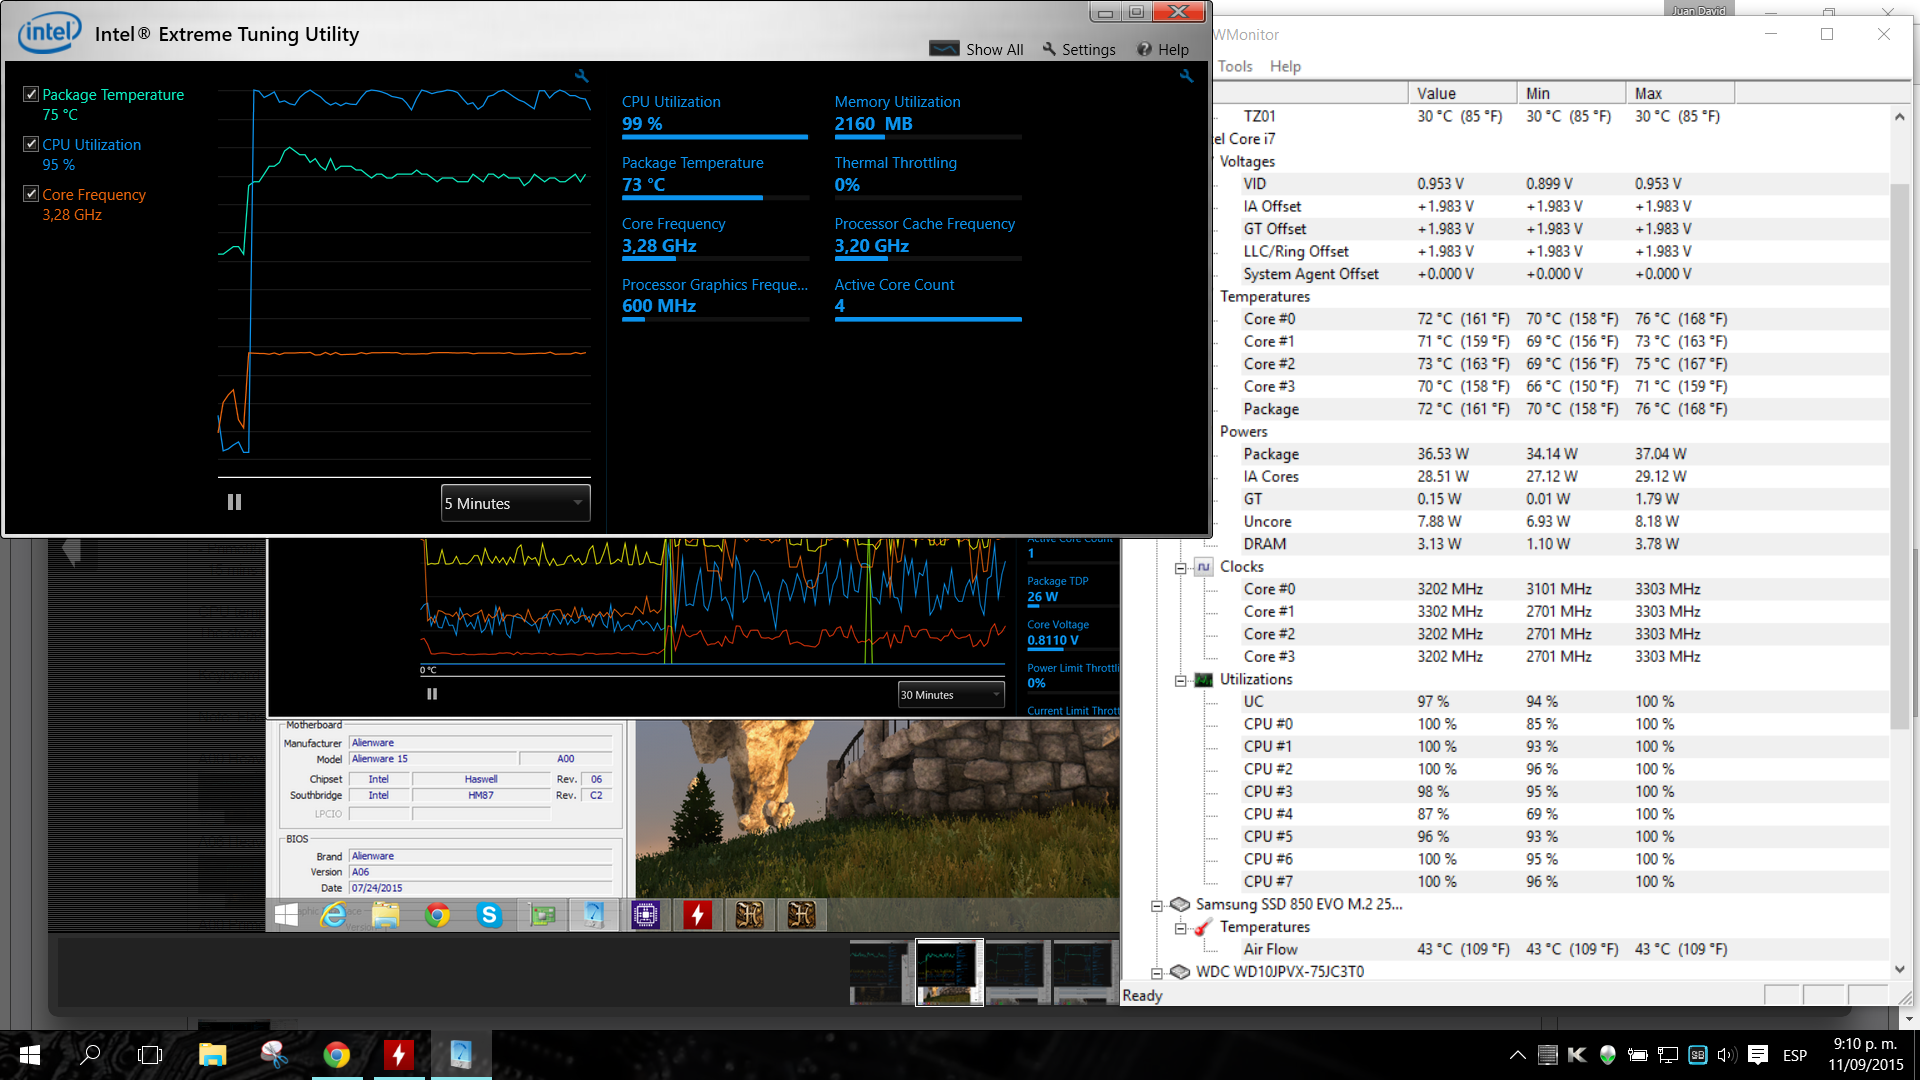 intel
Intel® Extreme Tuning Utility
Show All
Settings
Help
Package Temperature
75 °C
CPU Utilization
95 %
Core Frequency
3,28 GHz
5 Minutes
CPU Utilization
99 %
Memory Utilization
2160 MB
Package Temperature
73 °C
Thermal Throttling
0%
Core Frequency
3,28 GHz
Processor Cache Frequency
3,20 GHz
Processor Graphics Freque...
600 MHz
Active Core Count
4
Juan David
WMonitor
Tools Help
Value Min Max
TZ01 30 °C (85 °F) 30 °C (85 °F) 30 °C (85 °F)
el Core i7
Voltages
VID 0.953 V 0.899 V 0.953 V
IA Offset +1.983 V +1.983 V +1.983 V
GT Offset +1.983 V +1.983 V +1.983 V
LLC/Ring Offset +1.983 V +1.983 V +1.983 V
System Agent Offset +0.000 V +0.000 V +0.000 V
Temperatures
Core #0 72 °C (161 °F) 70 °C (158 °F) 76 °C (168 °F)
Core #1 71 °C (159 °F) 69 °C (156 °F) 73 °C (163 °F)
Core #2 73 °C (163 °F) 69 °C (156 °F) 75 °C (167 °F)
Core #3 70 °C (158 °F) 66 °C (150 °F) 71 °C (159 °F)
Package 72 °C (161 °F) 70 °C (158 °F) 76 °C (168 °F)
Powers
Package 36.53 W 34.14 W 37.04 W
IA Cores 28.51 W 27.12 W 29.12 W
GT 0.15 W 0.01 W 1.79 W
Uncore 7.88 W 6.93 W 8.18 W
DRAM 3.13 W 1.10 W 3.78 W
Clocks
Core #0 3202 MHz 3101 MHz 3303 MHz
Core #1 3302 MHz 2701 MHz 3303 MHz
Core #2 3202 MHz 2701 MHz 3303 MHz
Core #3 3202 MHz 2701 MHz 3303 MHz
Utilizations
UC 97 % 94 % 100 %
CPU #0 100 % 85 % 100 %
CPU #1 100 % 93 % 100 %
CPU #2 100 % 96 % 100 %
CPU #3 98 % 95 % 100 %
CPU #4 87 % 69 % 100 %
CPU #5 96 % 93 % 100 %
CPU #6 100 % 95 % 100 %
CPU #7 100 % 96 % 100 %
Samsung SSD 850 EVO M.2 25...
Temperatures
Air Flow 43 °C (109 °F) 43 °C (109 °F) 43 °C (109 °F)
WDC WD10JPVX-75JC3T0
Ready
Active Core Count
1
Package TDP
26 W
Core Voltage
0.8110 V
Power Limit Throttli
0%
Current Limit Thrott
0 °C
30 Minutes
Motherboard
Manufacturer Alienware
Model Alienware 15 A00
Chipset Intel Haswell Rev. 06
Southbridge Intel HM87 Rev. C2
LPCIO
BIOS
Brand Alienware
Version A06
Date 07/24/2015
ESP
9:10 p. m.
11/09/2015